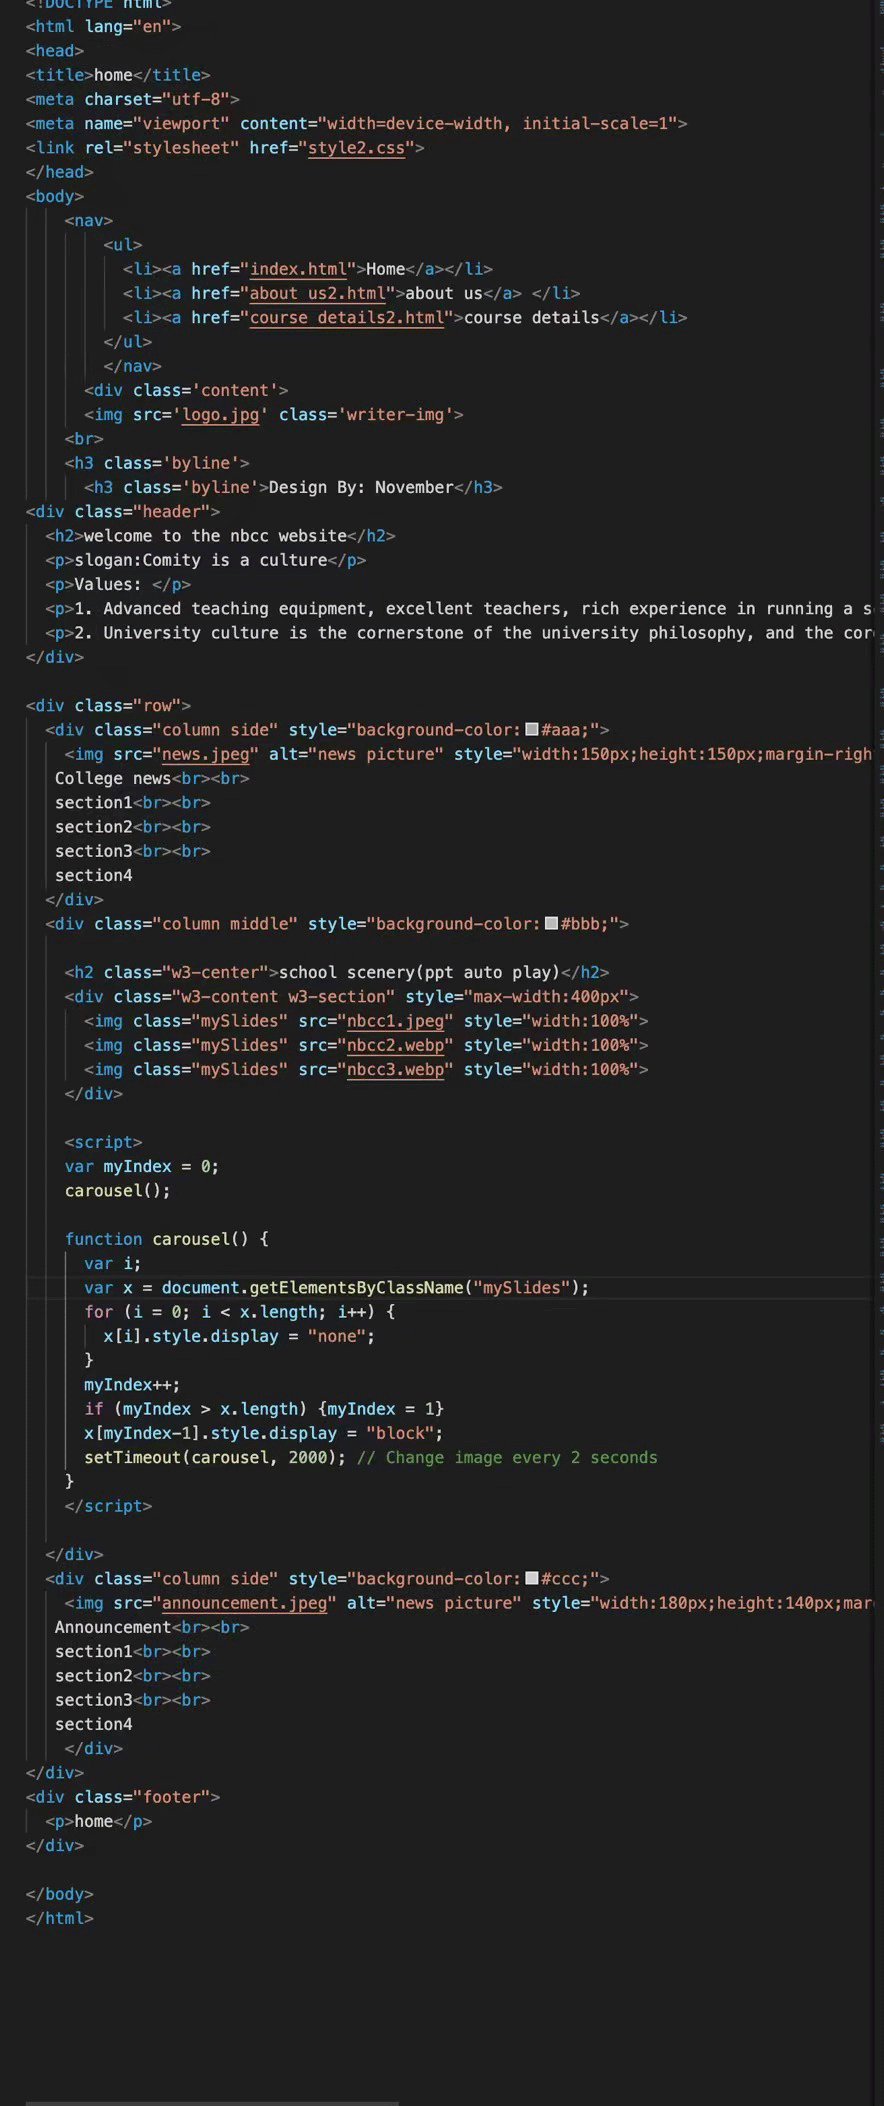 <!DOCTYPE html>
<html lang="en">
<head>
<title>home</title>
<meta charset="utf-8">
<meta name="viewport" content="width=device-width, initial-scale=1">
<link rel="stylesheet" href="style2.css">
</head>
<body>
<nav>
<ul>
<li><a href="index.html">Home</a></li>
<li><a href="about us2.html">about us</a> </li>
<li><a href="course details2.html">course details</a></li>
</ul>
</nav>
<div class='content'>
<img src='logo.jpg' class='writer-img'>
<br>
<h3 class='byline'>
<h3 class='byline'>Design By: November</h3>
<div class="header">
<h2>welcome to the nbcc website</h2>
<p>slogan:Comity is a culture</p>
<p>Values: </p>
<p>1. Advanced teaching equipment, excellent teachers, rich experience in running a s
<p>2. University culture is the cornerstone of the university philosophy, and the cor
</div>
<div class="row">
<div class="column side" style="background-color:#aaa;">
<img src="news.jpeg" alt="news picture" style="width:150px;height:150px;margin-righ
College news<br><br>
section1<br><br>
section2<br><br>
section3<br><br>
section4
</div>
<div class="column middle" style="background-color:#bbb;">
<h2 class="w3-center">school scenery(ppt auto play)</h2>
<div class="w3-content w3-section" style="max-width:400px">
<img class="mySlides" src="nbcc1.jpeg" style="width:100%">
<img class="mySlides" src="nbcc2.webp" style="width:100%">
<img class="mySlides" src="nbcc3.webp" style="width:100%">
</div>
<script>
var myIndex = 0;
carousel();
function carousel() {
var i;
var x = document.getElementsByClassName("mySlides");
for (i = 0; i < x.length; i++) {
x[i].style.display = "none";
}
myIndex++;
if (myIndex > x.length) {myIndex = 1}
x[myIndex-1].style.display = "block";
setTimeout(carousel, 2000); // Change image every 2 seconds
}
</script>
</div>
<div class="column side" style="background-color:#ccc;">
<img src="announcement.jpeg" alt="news picture" style="width:180px;height:140px;mar
Announcement<br><br>
section1<br><br>
section2<br><br>
section3<br><br>
section4
</div>
</div>
<div class="footer">
<p>home</p>
</div>
</body>
</html>